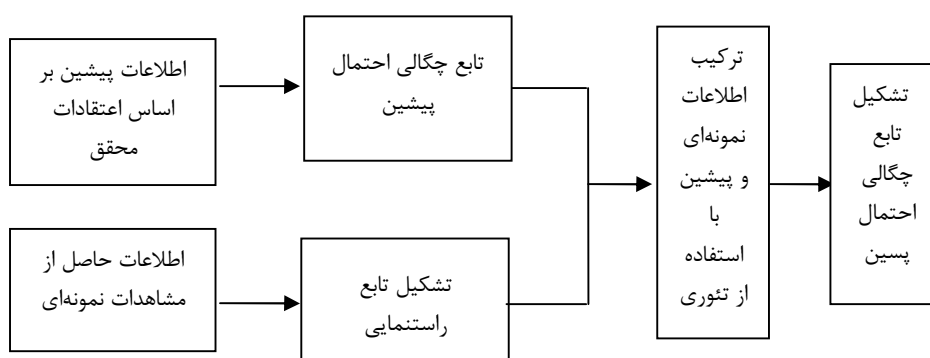 اطلاعات پیشین بر
اساس اعتقادات
محقق
تابع چگالی احتمال
پیشین
اطلاعات حاصل از
مشاهدات نمونه‌ای
تشکیل تابع
راستنمایی
ترکیب
اطلاعات
نمونه‌ای
و پیشین
با
استفاده
از تئوری
تشکیل
تابع
چگالی
احتمال
پسین